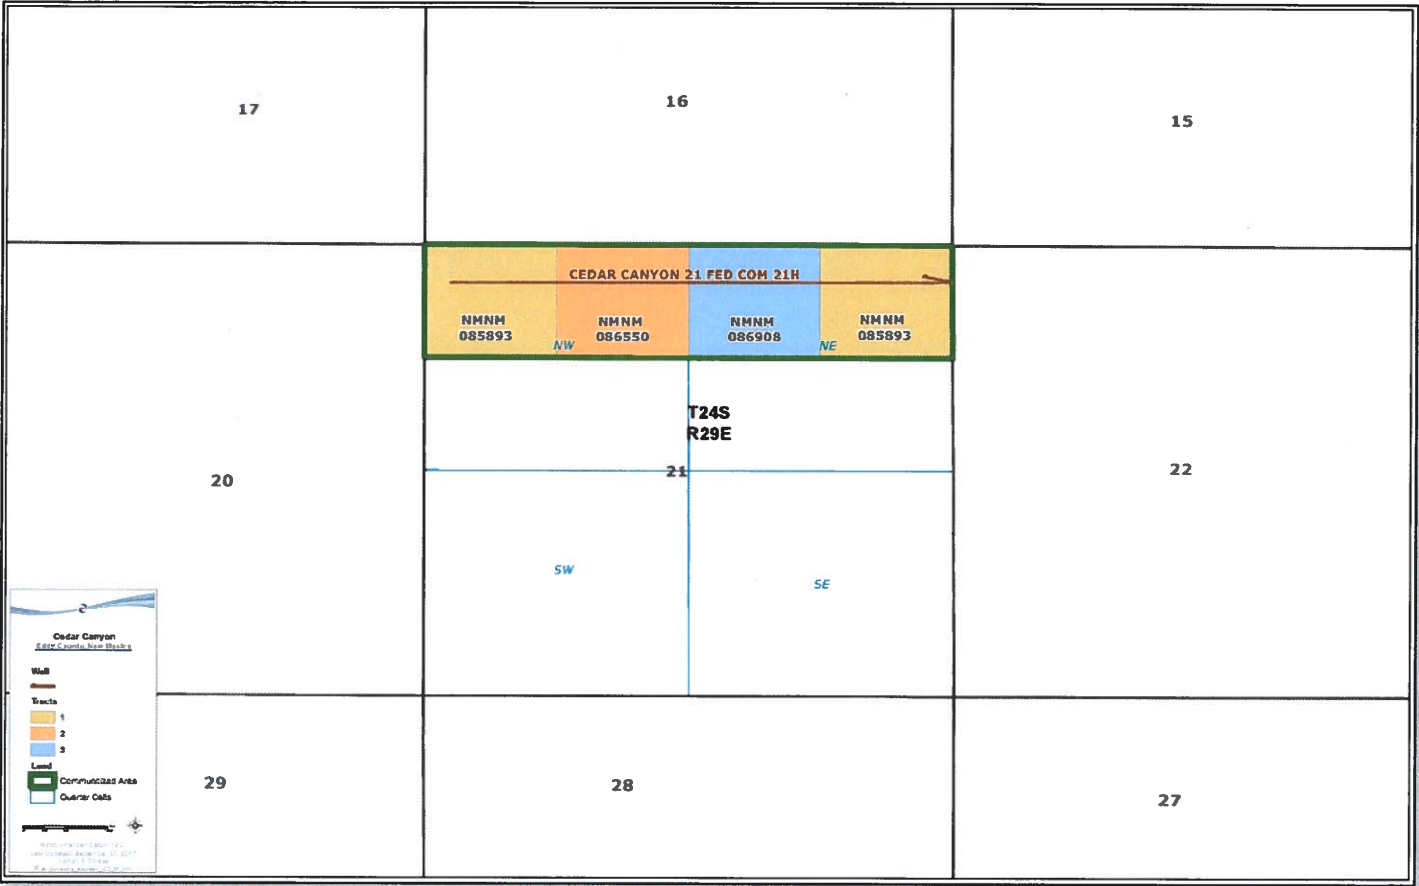 17
16
15
CEDAR CANYON 21 FED COM 21H
NMNM
085893
NW
NMNM
086550
NMNM
086908
NE
NMNM
085893
T24S
R29E
20
21
22
SW
SE
Cedar Canyon
Eddy County, New Mexico
Well
Tracts
1
2
3
Land
Communitized Area
Quarter Calls
29
28
27